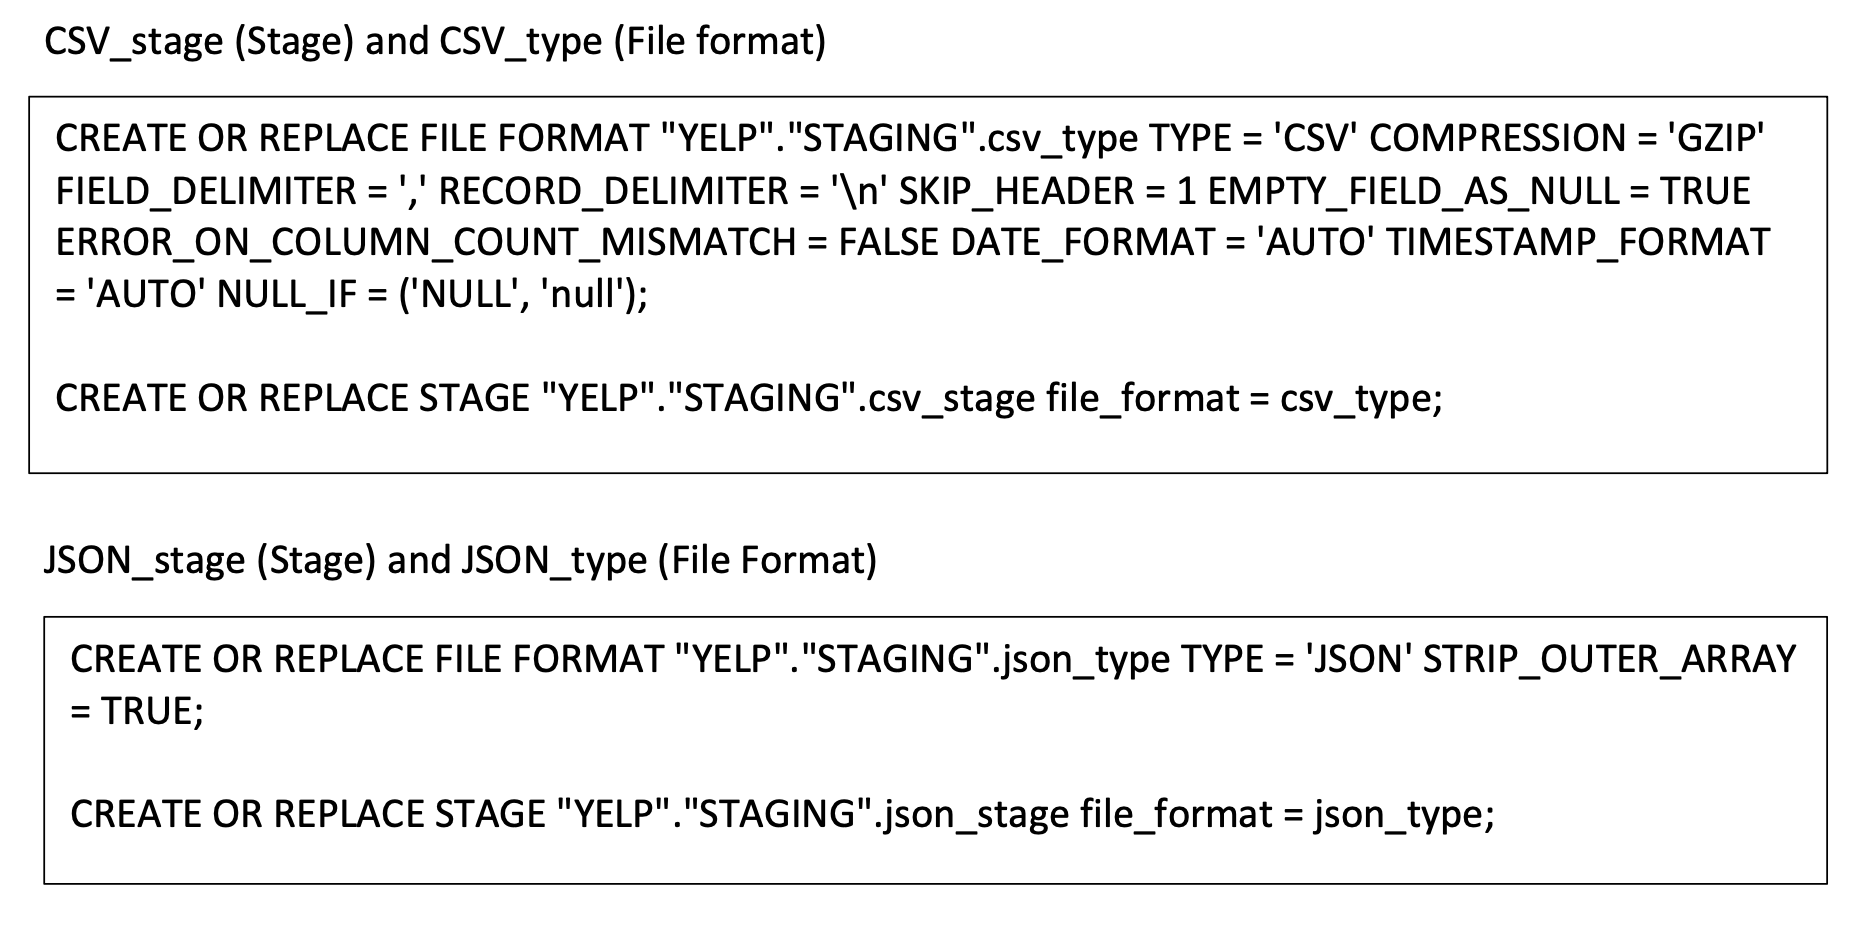 CSV_stage (Stage) and CSV_type (File format)
CREATE OR REPLACE FILE FORMAT "YELP"."STAGING".csv_type TYPE = 'CSV' COMPRESSION = 'GZIP'
FIELD_DELIMITER = ',' RECORD_DELIMITER = '\n' SKIP_HEADER = 1 EMPTY_FIELD_AS_NULL = TRUE
ERROR_ON_COLUMN_COUNT_MISMATCH = FALSE DATE_FORMAT = 'AUTO' TIMESTAMP_FORMAT
= 'AUTO' NULL_IF = ('NULL', 'null');
CREATE OR REPLACE STAGE "YELP"."STAGING".csv_stage file_format = csv_type;
JSON_stage (Stage) and JSON_type (File Format)
CREATE OR REPLACE FILE FORMAT "YELP"."STAGING".json_type TYPE = 'JSON' STRIP_OUTER_ARRAY
= TRUE;
CREATE OR REPLACE STAGE "YELP"."STAGING".json_stage file_format = json_type;